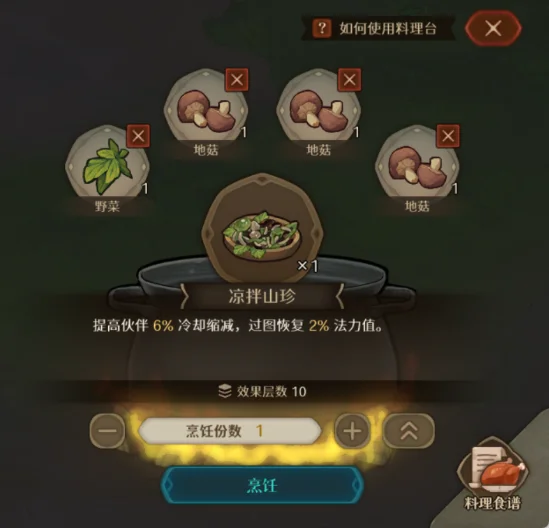 ? 如何使用料理台
1
地菇
1
地菇
1
野菜
1
地菇
×1
凉拌山珍
提高伙伴 6% 冷却缩减，过图恢复 2% 法力值。
效果层数 10
烹饪份数 1
烹饪
料理食谱